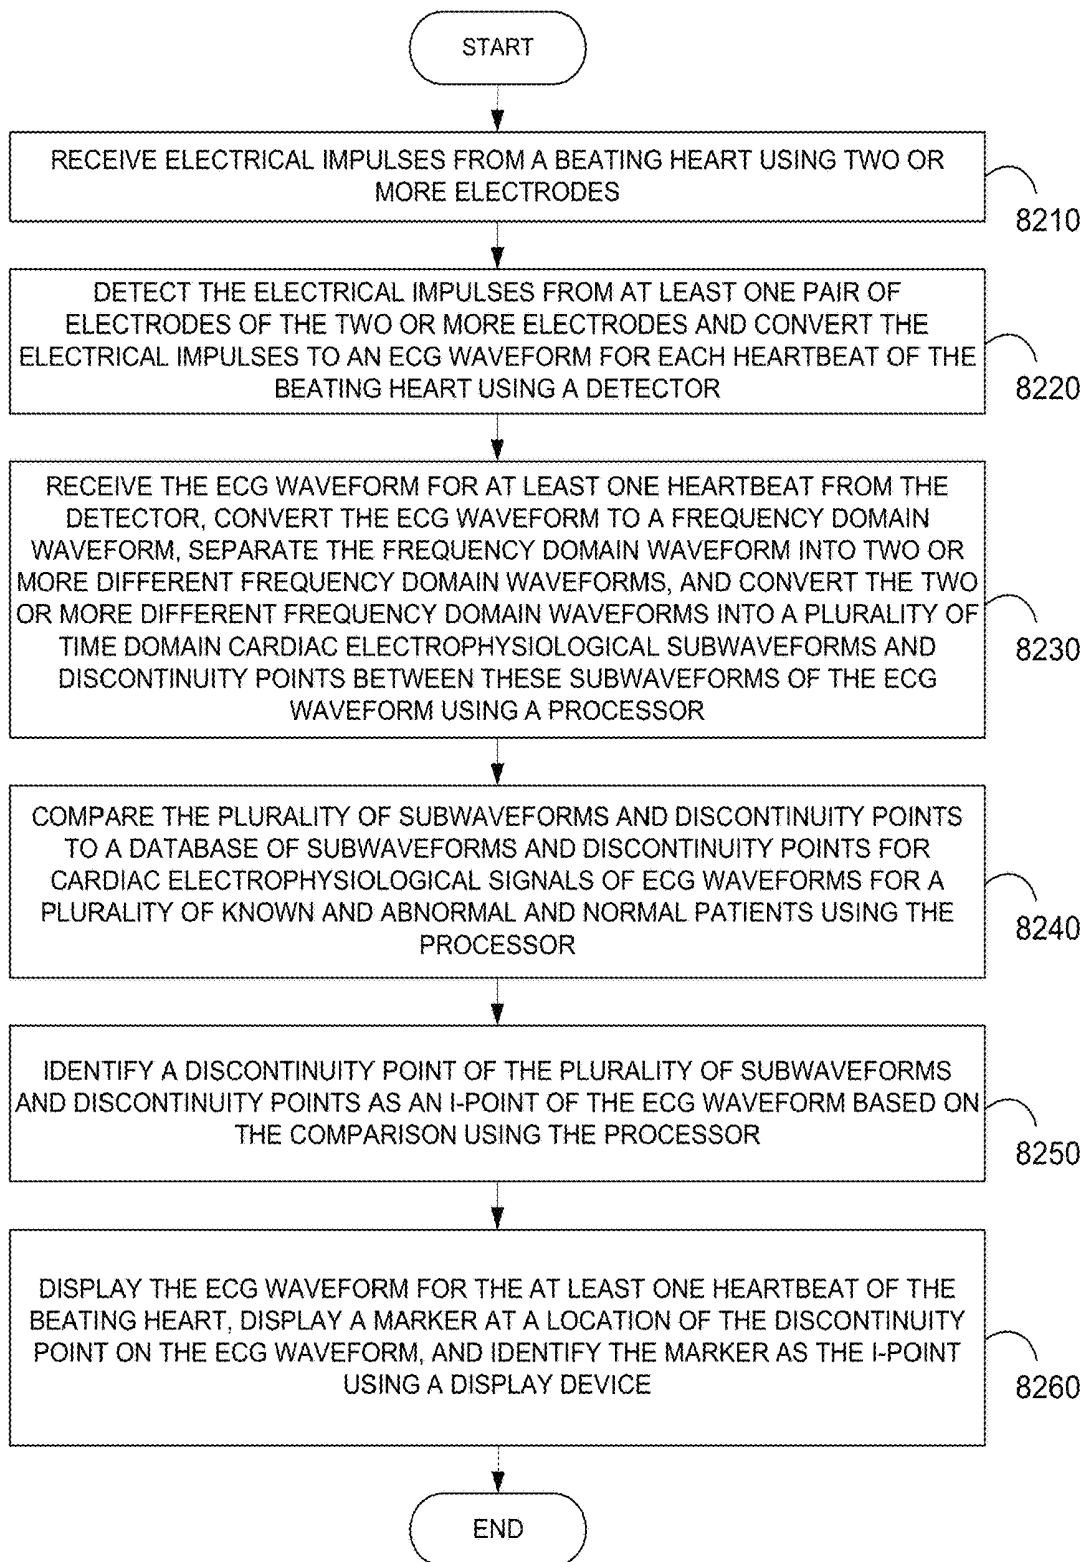 START
RECEIVE ELECTRICAL IMPULSES FROM A BEATING HEART USING TWO OR
MORE ELECTRODES
8210
DETECT THE ELECTRICAL IMPULSES FROM AT LEAST ONE PAIR OF
ELECTRODES OF THE TWO OR MORE ELECTRODES AND CONVERT THE
ELECTRICAL IMPULSES TO AN ECG WAVEFORM FOR EACH HEARTBEAT OF THE
BEATING HEART USING A DETECTOR
8220
RECEIVE THE ECG WAVEFORM FOR AT LEAST ONE HEARTBEAT FROM THE
DETECTOR, CONVERT THE ECG WAVEFORM TO A FREQUENCY DOMAIN
WAVEFORM, SEPARATE THE FREQUENCY DOMAIN WAVEFORM INTO TWO OR
MORE DIFFERENT FREQUENCY DOMAIN WAVEFORMS, AND CONVERT THE TWO
OR MORE DIFFERENT FREQUENCY DOMAIN WAVEFORMS INTO A PLURALITY OF
TIME DOMAIN CARDIAC ELECTROPHYSIOLOGICAL SUBWAVEFORMS AND
DISCONTINUITY POINTS BETWEEN THESE SUBWAVEFORMS OF THE ECG
WAVEFORM USING A PROCESSOR
8230
COMPARE THE PLURALITY OF SUBWAVEFORMS AND DISCONTINUITY POINTS
TO A DATABASE OF SUBWAVEFORMS AND DISCONTINUITY POINTS FOR
CARDIAC ELECTROPHYSIOLOGICAL SIGNALS OF ECG WAVEFORMS FOR A
PLURALITY OF KNOWN AND ABNORMAL AND NORMAL PATIENTS USING THE
PROCESSOR
8240
IDENTIFY A DISCONTINUITY POINT OF THE PLURALITY OF SUBWAVEFORMS
AND DISCONTINUITY POINTS AS AN I-POINT OF THE ECG WAVEFORM BASED ON
THE COMPARISON USING THE PROCESSOR
8250
DISPLAY THE ECG WAVEFORM FOR THE AT LEAST ONE HEARTBEAT OF THE
BEATING HEART, DISPLAY A MARKER AT A LOCATION OF THE DISCONTINUITY
POINT ON THE ECG WAVEFORM, AND IDENTIFY THE MARKER AS THE I-POINT
USING A DISPLAY DEVICE
8260
END